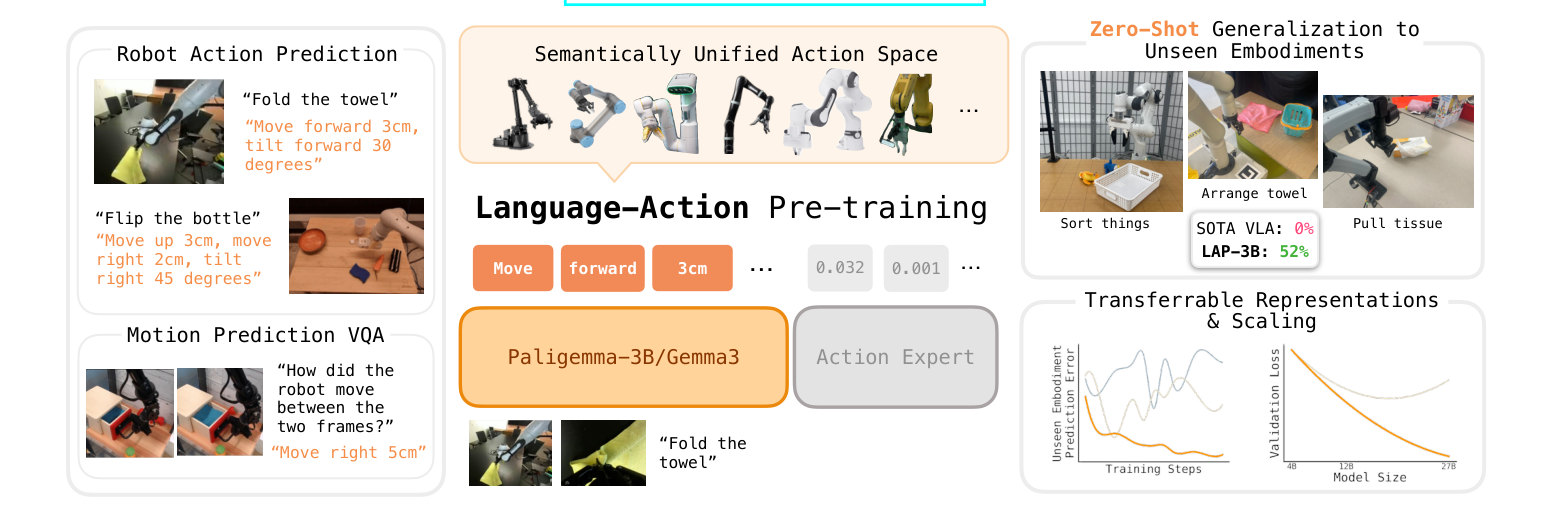 Robot Action Prediction
“Fold the towel”
“Move forward 3cm,
tilt forward 30
degrees”
“Flip the bottle”
“Move up 3cm, move
right 2cm, tilt
right 45 degrees”
Motion Prediction VQA
“How did the
robot move
between the
two frames?”
“Move right 5cm”
Semantically Unified Action Space
...
Language-Action Pre-training
Move forward 3cm ... 0.032 0.001 ...
Paligemma-3B/Gemma3
Action Expert
“Fold the
towel”
Zero-Shot Generalization to
Unseen Embodiments
Sort things
Arrange towel
Pull tissue
SOTA VLA: 0%
LAP-3B: 52%
Transferrable Representations
& Scaling
Unseen Embodiment
Prediction Error
Training Steps
Validation Loss
4B 12B 27B
Model Size